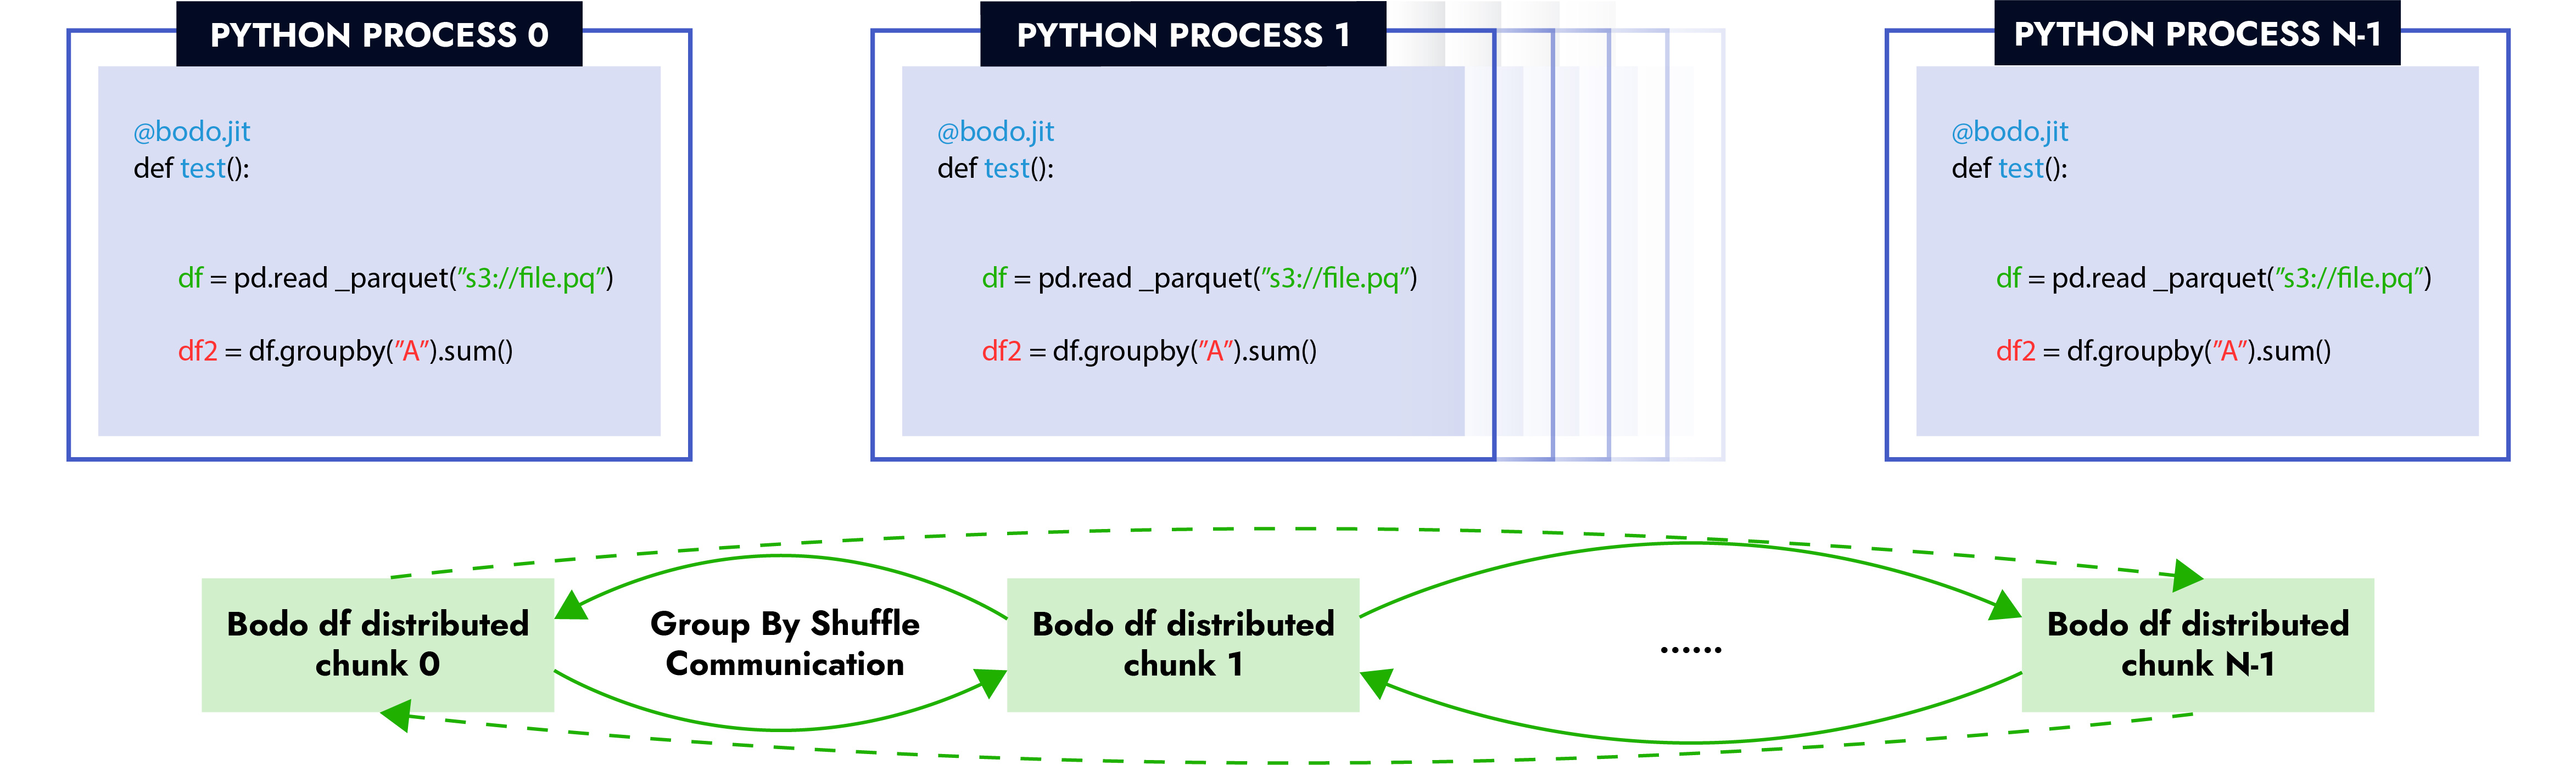 PYTHON PROCESS 0
@bodo.jit
def test():
df = pd.read _parquet("s3://file.pq")
df2 = df.groupby("A").sum()
PYTHON PROCESS 1
@bodo.jit
def test():
df = pd.read _parquet("s3://file.pq")
df2 = df.groupby("A").sum()
PYTHON PROCESS N-1
@bodo.jit
def test():
df = pd.read _parquet("s3://file.pq")
df2 = df.groupby("A").sum()
Bodo df distributed
chunk 0
Group By Shuffle
Communication
Bodo df distributed
chunk 1
......
Bodo df distributed
chunk N-1